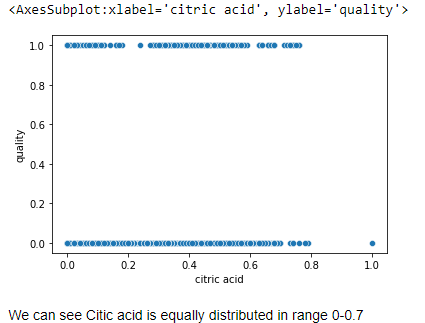 <AxesSubplot:xlabel='citric acid', ylabel='quality'>
1.0
0.8
0.6
0.4
0.2
0.0
quality
0.0 0.2 0.4 0.6 0.8 1.0
citric acid
We can see Citic acid is equally distributed in range 0-0.7